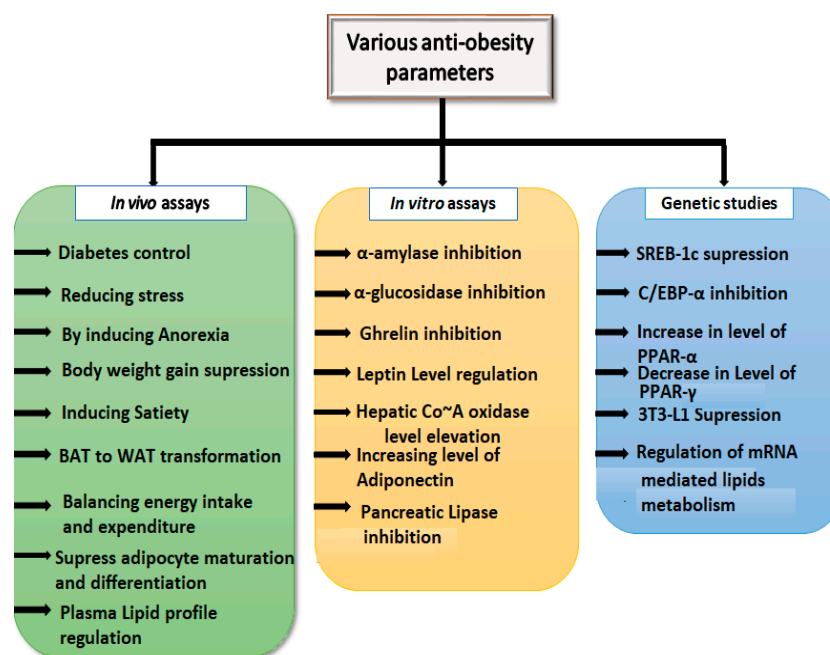 Various anti-obesity
parameters
In vivo assays
Diabetes control
Reducing stress
By inducing Anorexia
Body weight gain supression
Inducing Satiety
BAT to WAT transformation
Balancing energy intake
and expenditure
Supress adipocyte maturation
and differentiation
Plasma Lipid profile
regulation
In vitro assays
α-amylase inhibition
α-glucosidase inhibition
Ghrelin inhibition
Leptin Level regulation
Hepatic Co~A oxidase
level elevation
Increasing level of
Adiponectin
Pancreatic Lipase
inhibition
Genetic studies
SREB-1c supression
C/EBP-α inhibition
Increase in level of
PPAR-α
Decrease in Level of
PPAR-γ
3T3-L1 Supression
Regulation of mRNA
mediated lipids
metabolism